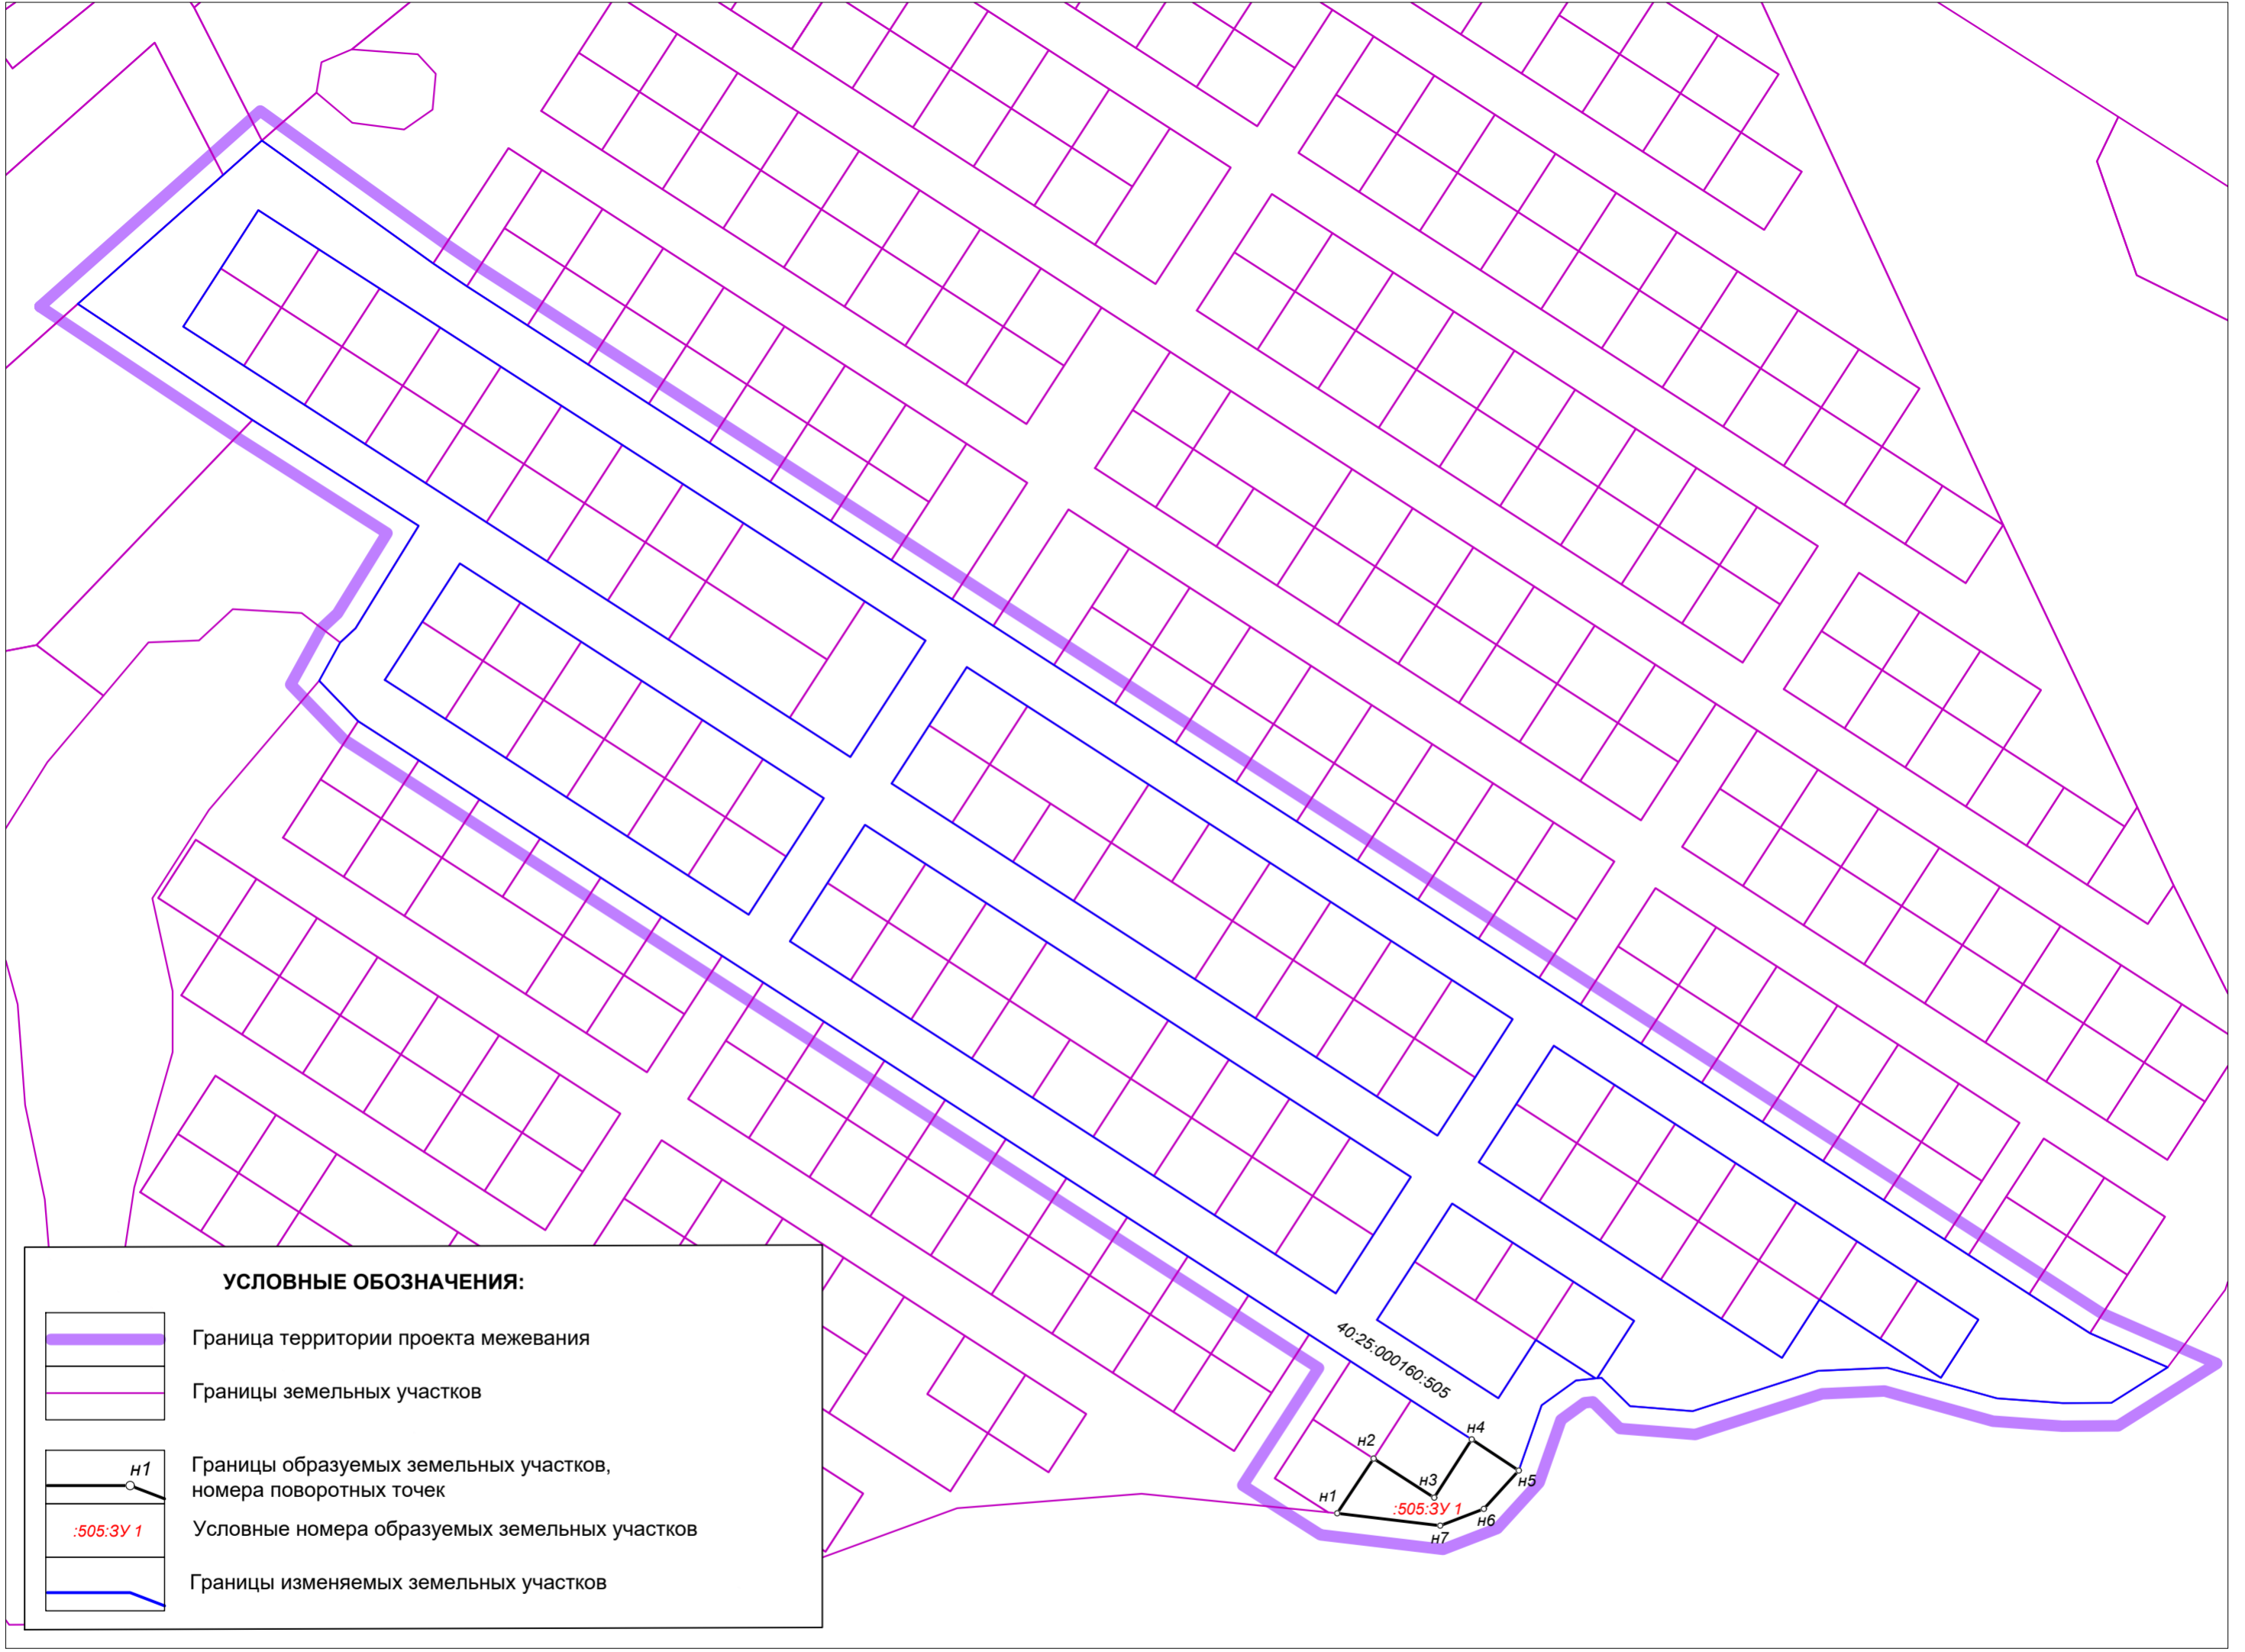 40:25:000160:505
н4
н2
н3
н5
н1
:505:ЗУ 1
н6
н7
УСЛОВНЫЕ ОБОЗНАЧЕНИЯ:
Граница территории проекта межевания
Границы земельных участков
н1
Границы образуемых земельных участков,
номера поворотных точек
:505:ЗУ 1
Условные номера образуемых земельных участков
Границы изменяемых земельных участков